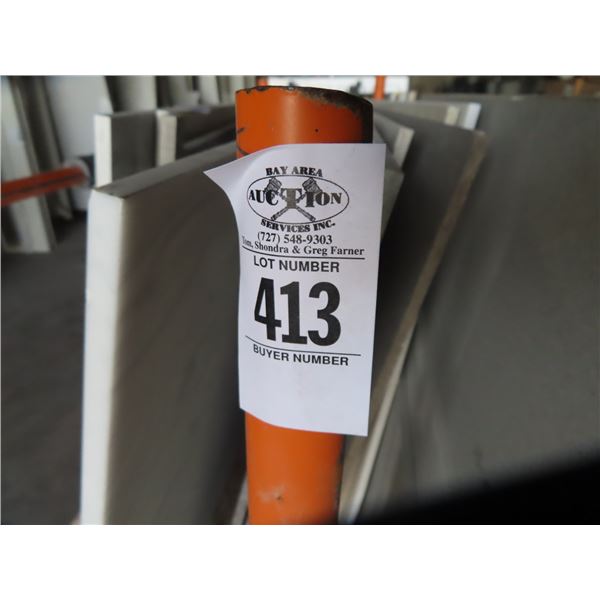 BAY AREA
AUCTION
SERVICES INC.
(727) 548-9303
Tom, Shondra & Greg Farner
LOT NUMBER
413
BUYER NUMBER